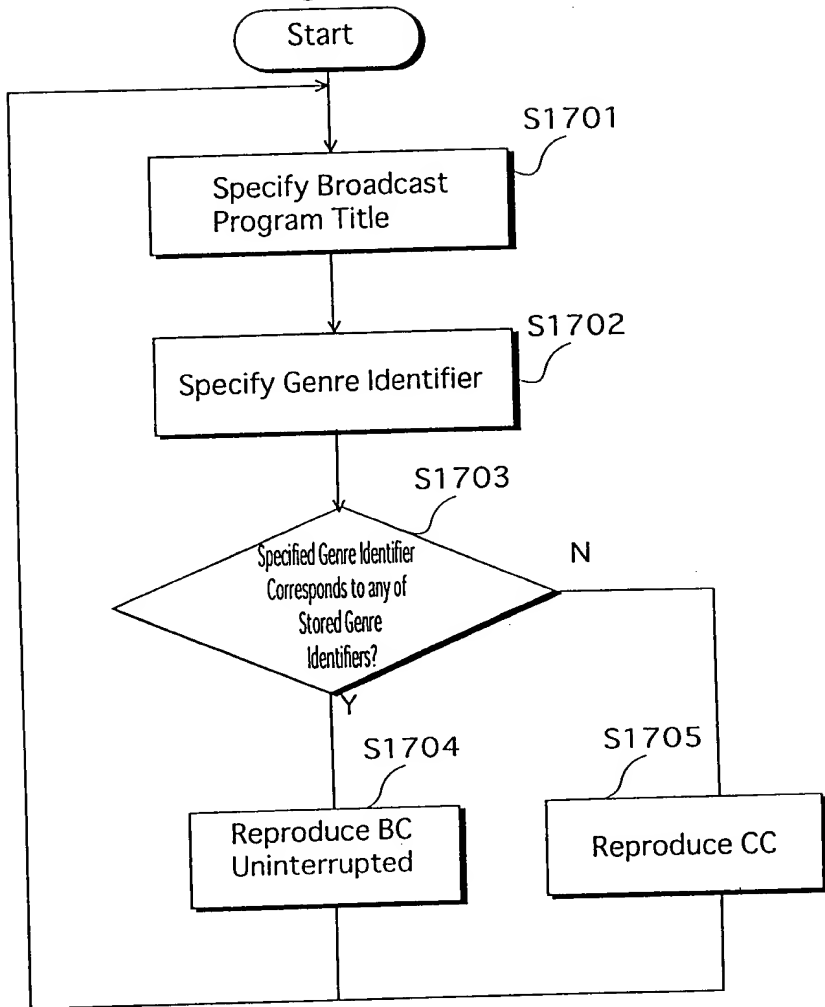 Start
S1701
Specify Broadcast
Program Title
S1702
Specify Genre Identifier
S1703
Specified Genre Identifier
Corresponds to any of
Stored Genre
Identifiers?
N
Y
S1704
Reproduce BC
Uninterrupted
S1705
Reproduce CC